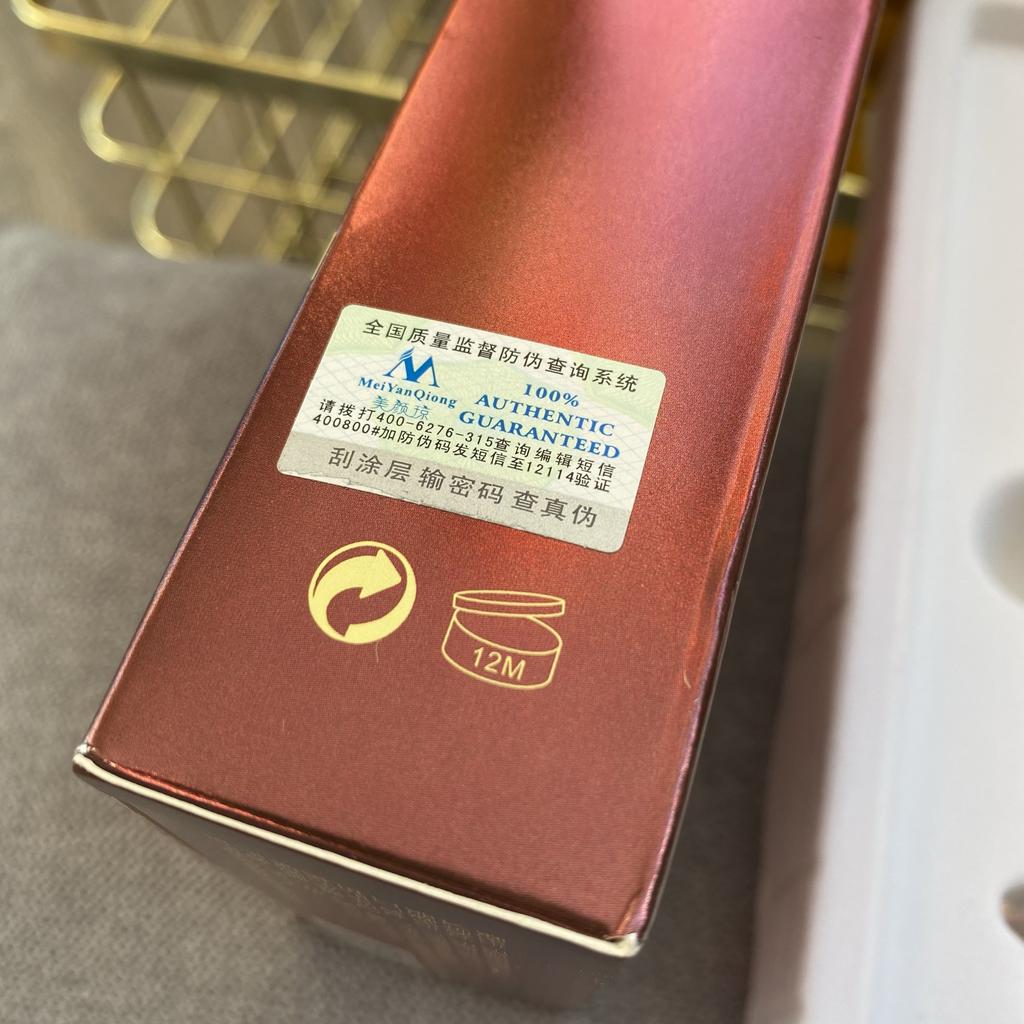 全国质量监督防伪查询系统
MeiYanQiong
美颜琼
100%
AUTHENTIC
GUARANTEED
请拨打400-6276-315查询编辑短信
400800#加防伪码发短信至12114验证
刮涂层 输密码 查真伪
12M